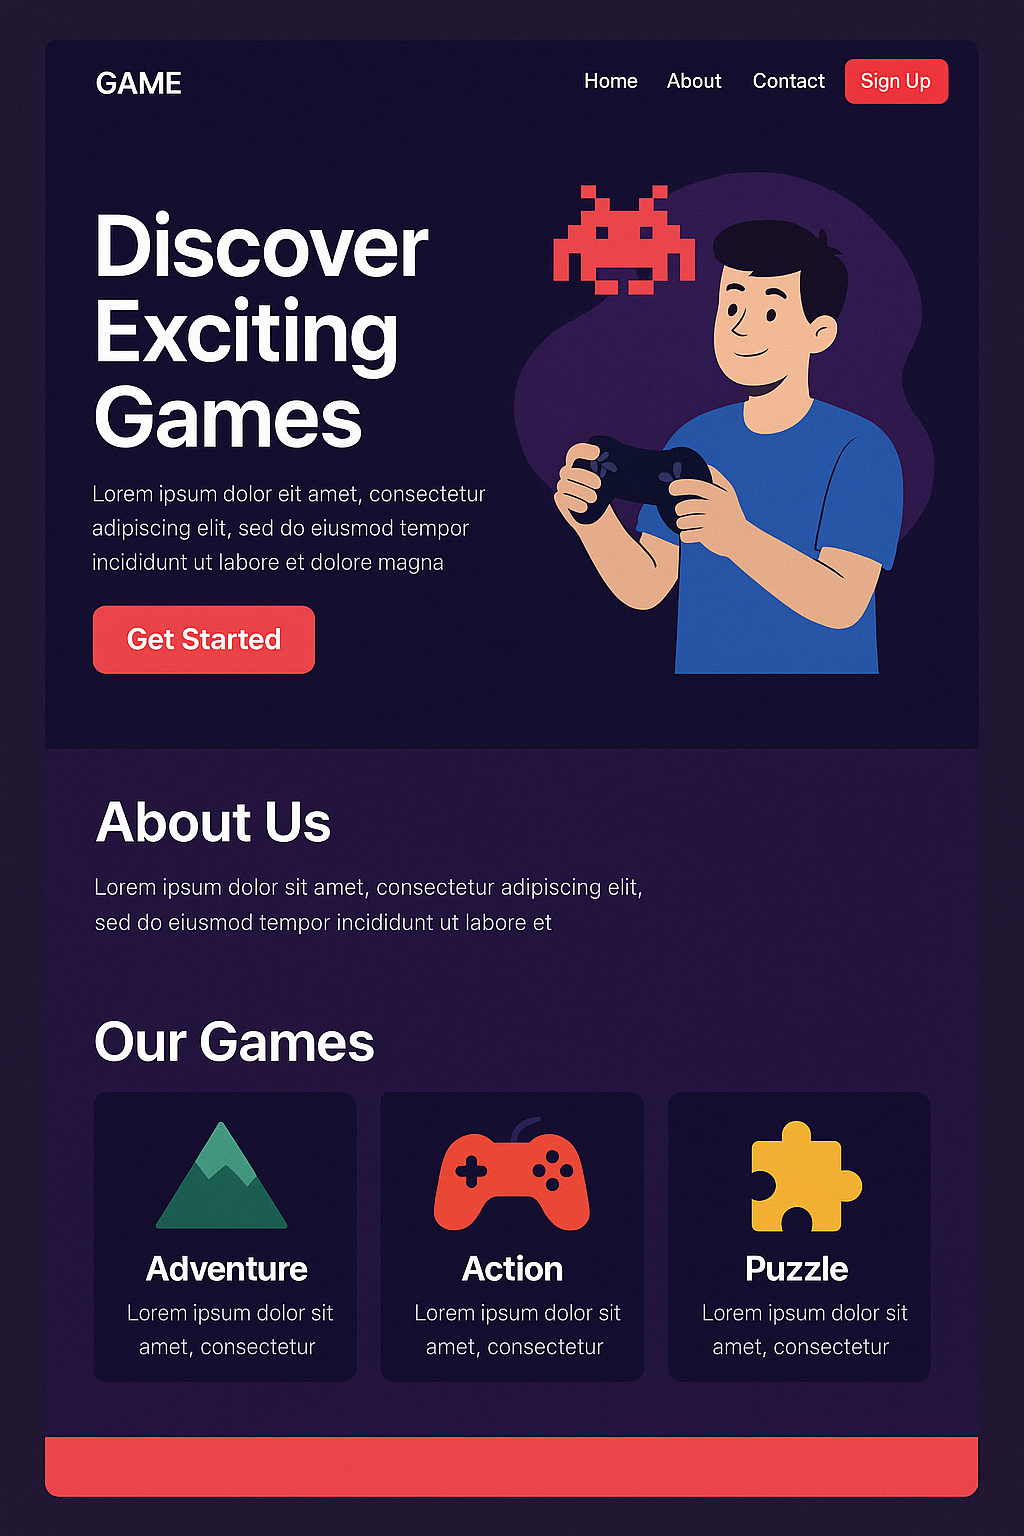 GAME
Home About Contact Sign Up
Discover
Exciting
Games
Lorem ipsum dolor eit amet, consectetur
adipiscing elit, sed do eiusmod tempor
incididunt ut labore et dolore magna
Get Started
About Us
Lorem ipsum dolor sit amet, consectetur adipiscing elit,
sed do eiusmod tempor incididunt ut labore et
Our Games
Adventure
Lorem ipsum dolor sit
amet, consectetur
Action
Lorem ipsum dolor sit
amet, consectetur
Puzzle
Lorem ipsum dolor sit
amet, consectetur